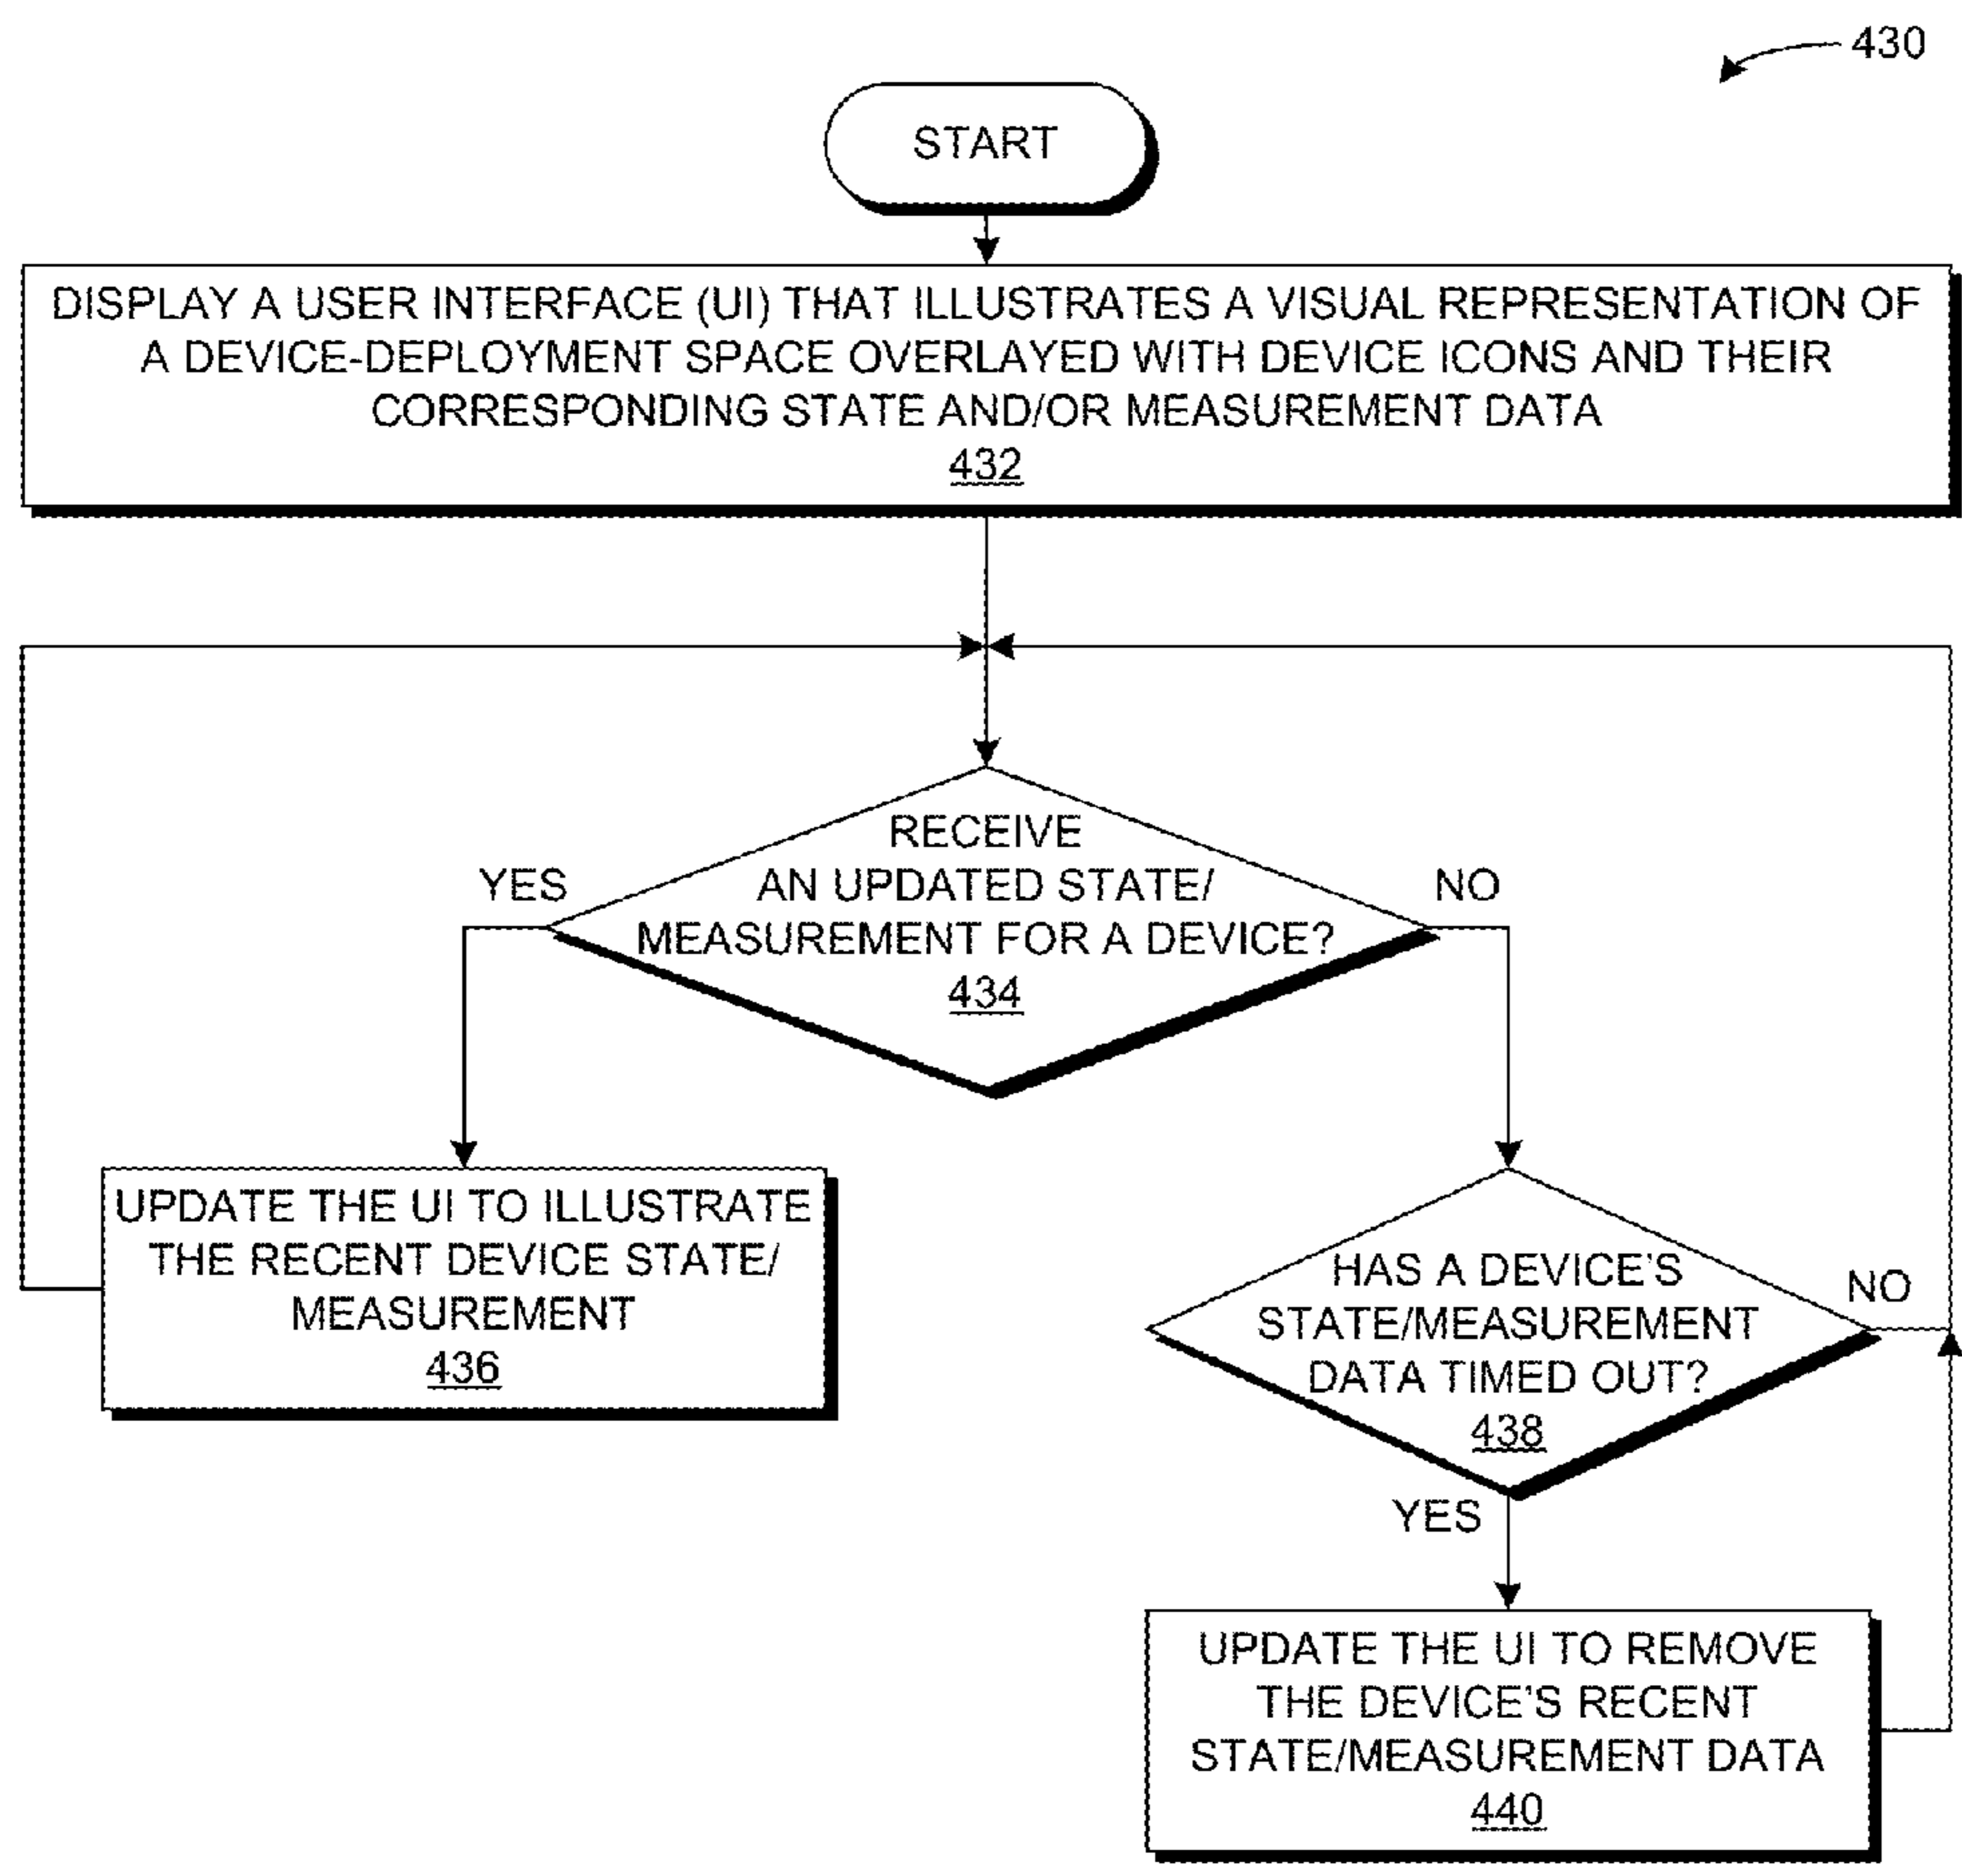 430
START
DISPLAY A USER INTERFACE (UI) THAT ILLUSTRATES A VISUAL REPRESENTATION OF
A DEVICE-DEPLOYMENT SPACE OVERLAYED WITH DEVICE ICONS AND THEIR
CORRESPONDING STATE AND/OR MEASUREMENT DATA
432
RECEIVE
AN UPDATED STATE/
MEASUREMENT FOR A DEVICE?
434
YES
NO
UPDATE THE UI TO ILLUSTRATE
THE RECENT DEVICE STATE/
MEASUREMENT
436
HAS A DEVICE'S
STATE/MEASUREMENT
DATA TIMED OUT?
438
NO
YES
UPDATE THE UI TO REMOVE
THE DEVICE'S RECENT
STATE/MEASUREMENT DATA
440